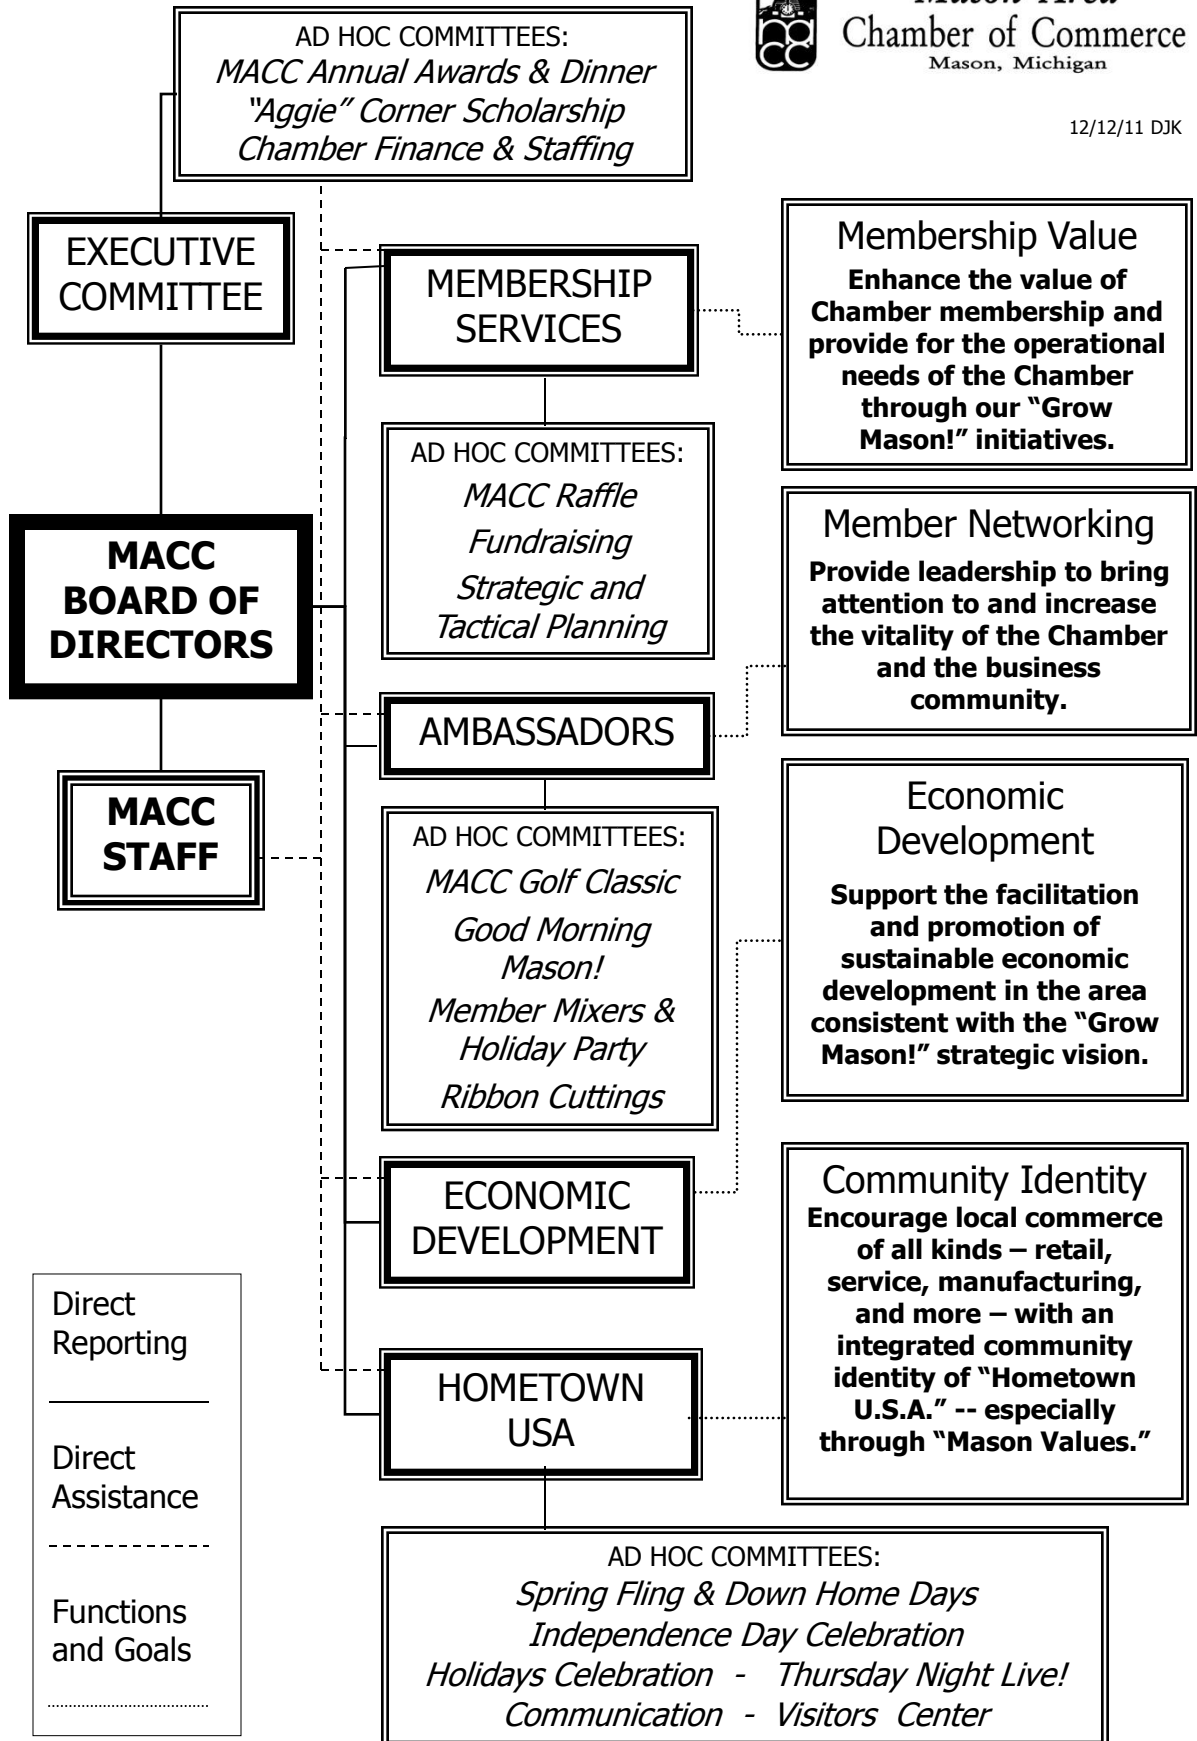 AD HOC COMMITTEES:
MACC Annual Awards & Dinner
“Aggie” Corner Scholarship
Chamber Finance & Staffing
macc
Mason Area
Chamber of Commerce
Mason, Michigan
12/12/11 DJK
EXECUTIVE
COMMITTEE
MEMBERSHIP
SERVICES
Membership Value
Enhance the value of
Chamber membership and
provide for the operational
needs of the Chamber
through our “Grow
Mason!” initiatives.
AD HOC COMMITTEES:
MACC Raffle
Fundraising
Strategic and
Tactical Planning
MACC
BOARD OF
DIRECTORS
Member Networking
Provide leadership to bring
attention to and increase
the vitality of the Chamber
and the business
community.
AMBASSADORS
MACC
STAFF
AD HOC COMMITTEES:
MACC Golf Classic
Good Morning
Mason!
Member Mixers &
Holiday Party
Ribbon Cuttings
Economic
Development
Support the facilitation
and promotion of
sustainable economic
development in the area
consistent with the “Grow
Mason!” strategic vision.
ECONOMIC
DEVELOPMENT
Community Identity
Encourage local commerce
of all kinds – retail,
service, manufacturing,
and more – with an
integrated community
identity of “Hometown
U.S.A.” -- especially
through “Mason Values.”
HOMETOWN
USA
Direct
Reporting
Direct
Assistance
Functions
and Goals
AD HOC COMMITTEES:
Spring Fling & Down Home Days
Independence Day Celebration
Holidays Celebration - Thursday Night Live!
Communication - Visitors Center